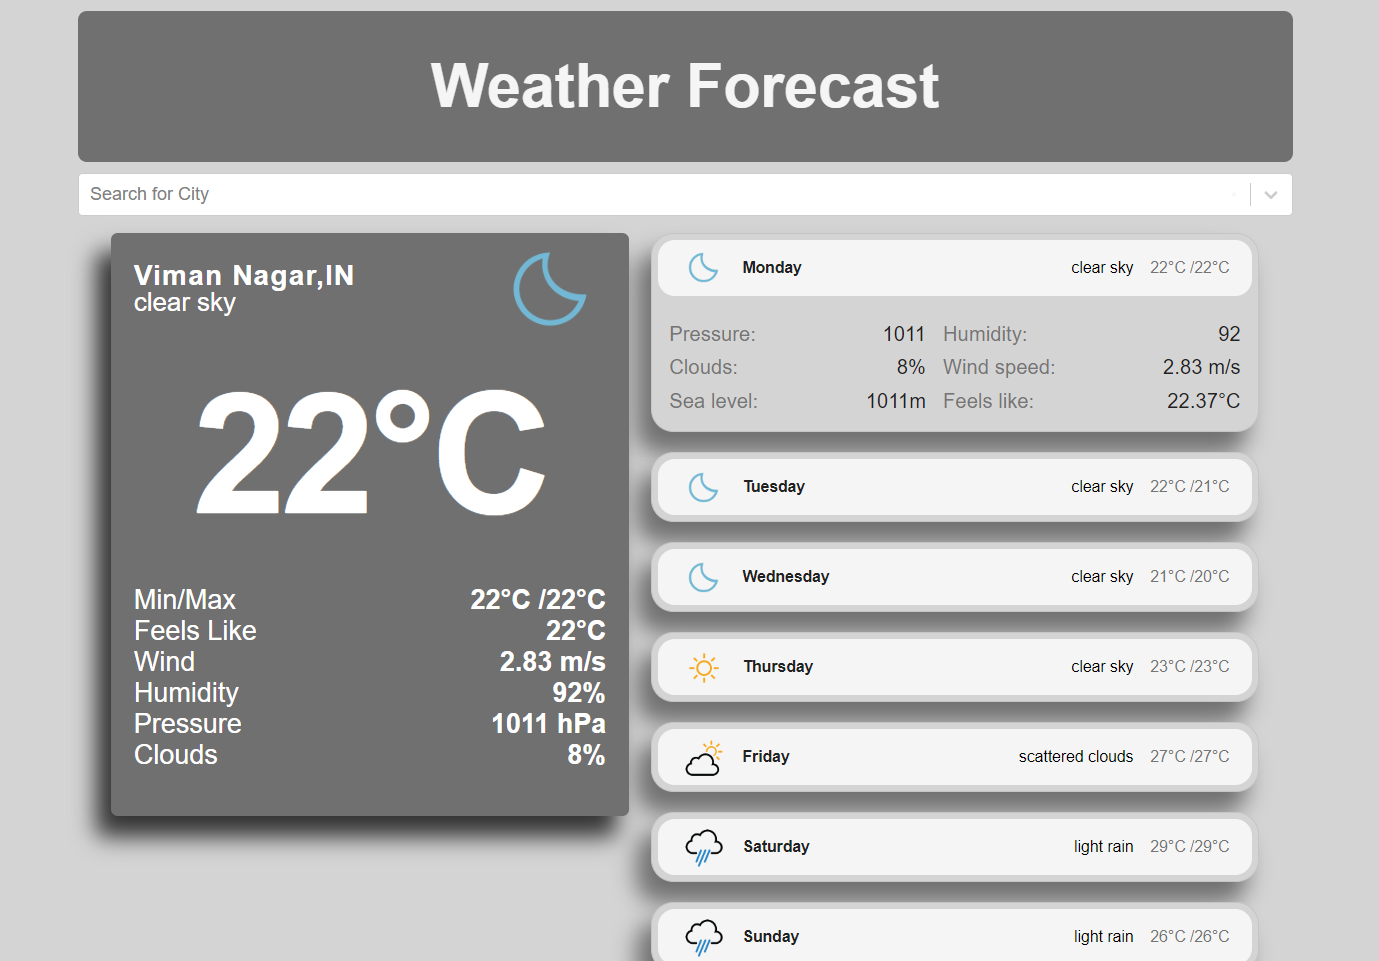 Weather Forecast
Search for City
Viman Nagar,IN
clear sky
22°C
Min/Max 22°C /22°C
Feels Like 22°C
Wind 2.83 m/s
Humidity 92%
Pressure 1011 hPa
Clouds 8%
Monday clear sky 22°C /22°C
Pressure: 1011 Humidity: 92
Clouds: 8% Wind speed: 2.83 m/s
Sea level: 1011m Feels like: 22.37°C
Tuesday clear sky 22°C /21°C
Wednesday clear sky 21°C /20°C
Thursday clear sky 23°C /23°C
Friday scattered clouds 27°C /27°C
Saturday light rain 29°C /29°C
Sunday light rain 26°C /26°C